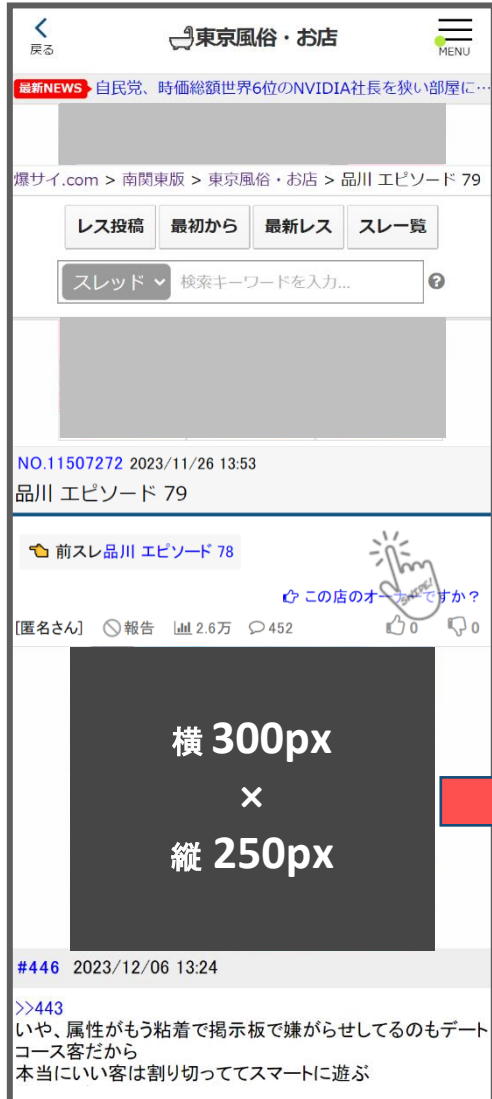 戻る
東京風俗・お店
MENU
最新NEWS 自民党、時価総額世界6位のNVIDIA社長を狭い部屋に…
爆サイ.com > 南関東版 > 東京風俗・お店 > 品川 エピソード 79
レス投稿 最初から 最新レス スレ一覧
スレッド 検索キーワードを入力...
NO.11507272 2023/11/26 13:53
品川 エピソード 79
前スレ品川 エピソード 78
この店のオーナーですか？
[匿名さん] 報告 2.6万 452 0 0
横 300px
×
縦 250px
#446 2023/12/06 13:24
>>443
いや、属性がもう粘着で掲示板で嫌がらせしてるのもデート
コース客だから
本当にいい客は割り切っててスマートに遊ぶ